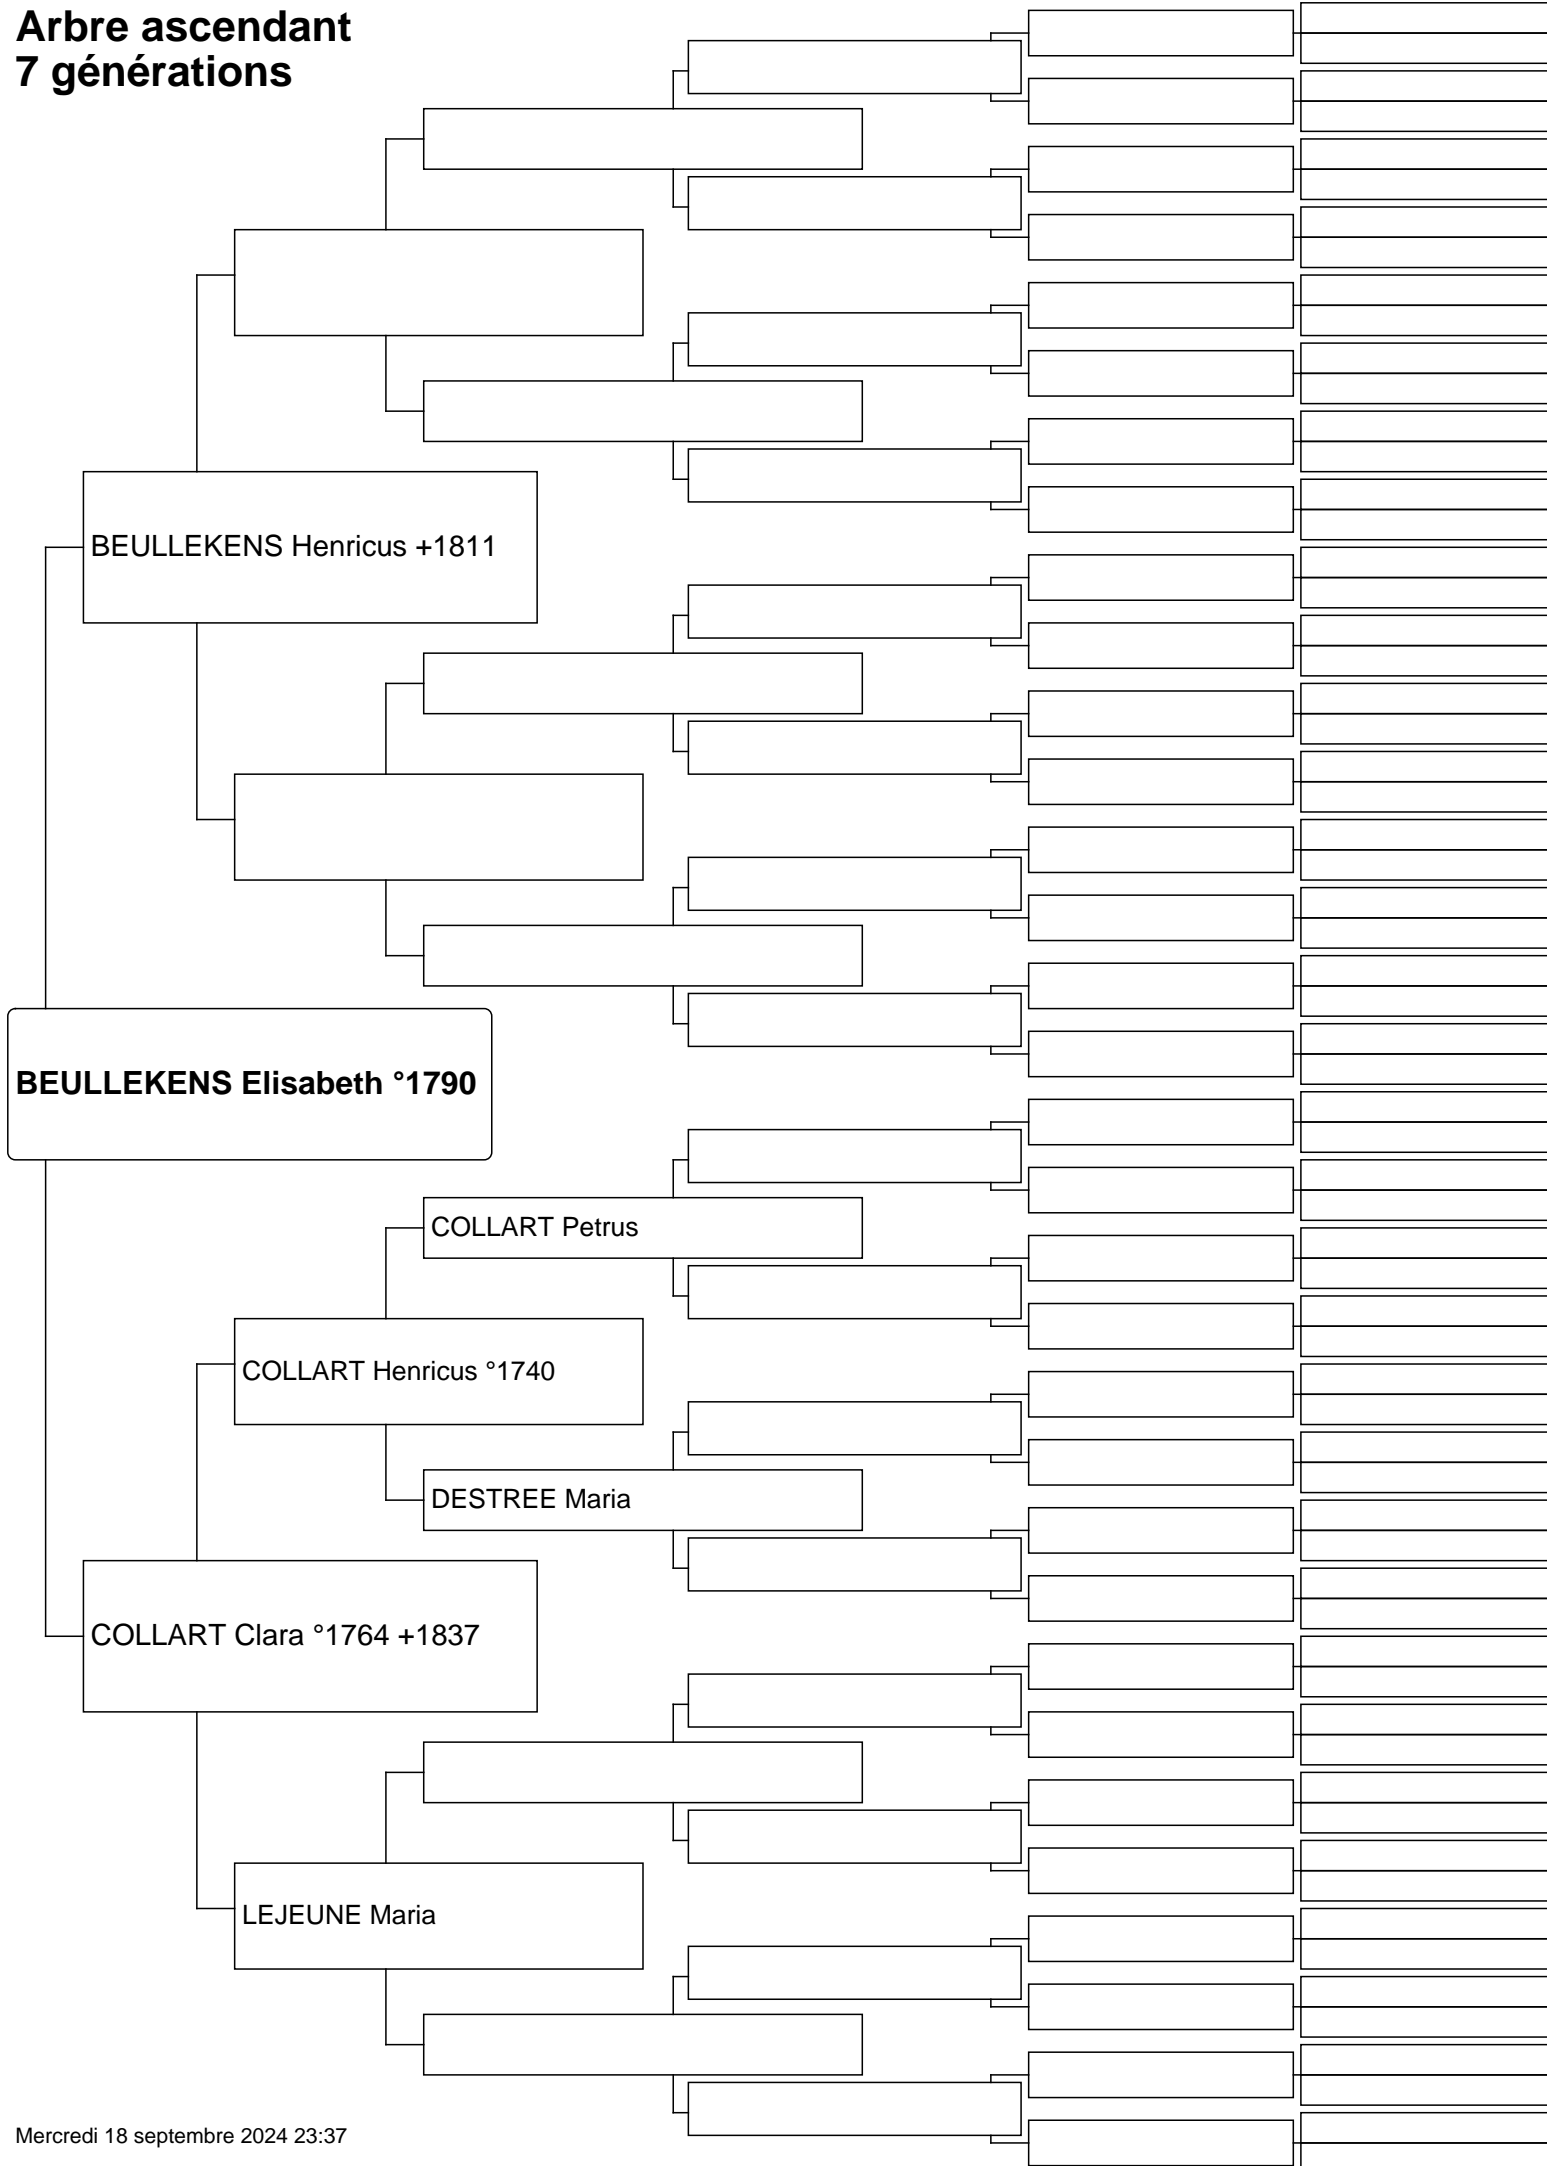 Arbre ascendant
7 générations
BEULLEKENS Henricus +1811
BEULLEKENS Elisabeth °1790
COLLART Petrus
COLLART Henricus °1740
DESTREE Maria
COLLART Clara °1764 +1837
LEJEUNE Maria
Mercredi 18 septembre 2024 23:37